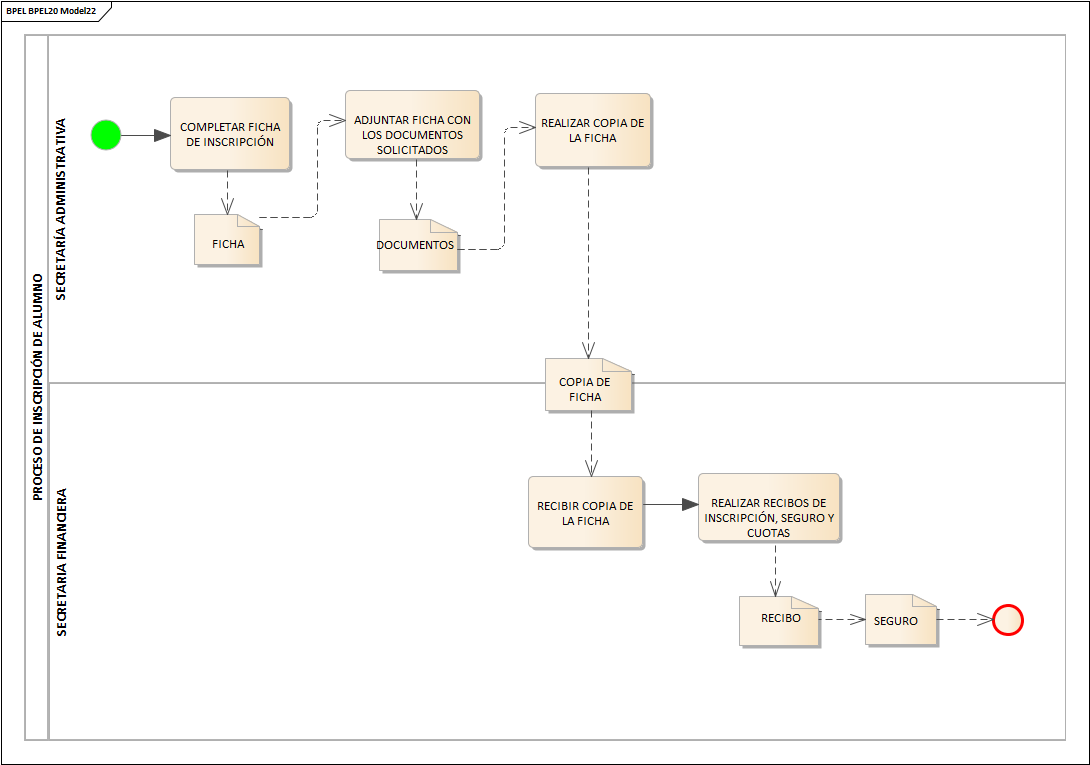 BPEL BPEL20 Model22
PROCESO DE INSCRIPCIÓN DE ALUMNO
SECRETARÍA ADMINISTRATIVA
COMPLETAR FICHA
DE INSCRIPCIÓN
ADJUNTAR FICHA CON
LOS DOCUMENTOS
SOLICITADOS
REALIZAR COPIA DE
LA FICHA
FICHA
DOCUMENTOS
COPIA DE
FICHA
SECRETARIA FINANCIERA
RECIBIR COPIA DE
LA FICHA
REALIZAR RECIBOS DE
INSCRIPCIÓN, SEGURO Y
CUOTAS
RECIBO
SEGURO